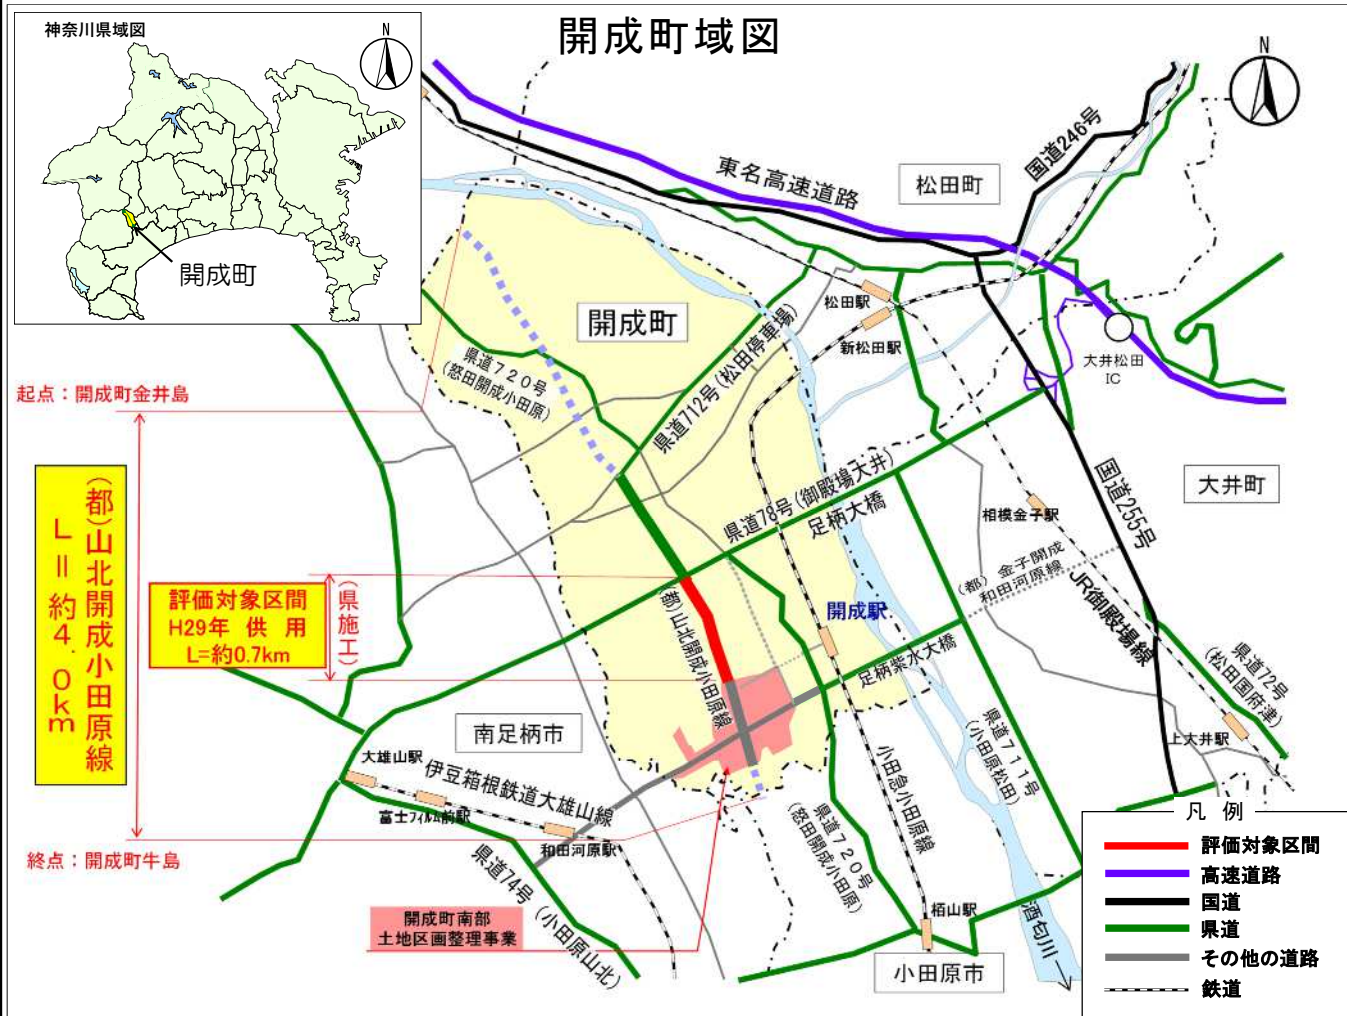 開成町域図
神奈川県域図
N
開成町
N
東名高速道路
松田町
国道246号
開成町
松田駅
新松田駅
大井松田
IC
県道720号
(怒田開成小田原)
県道712号(松田停車場)
起点：開成町金井島
(都)山北開成小田原線
L=約4.0km
評価対象区間
H29年 供 用
L=約0.7km
(県施工)
県道78号(御殿場大井)
足柄大橋
国道255号
大井町
相模金子駅
(都) 金子開成
和田河原線
JR御殿場線
開成駅
(都)山北開成小田原線
足柄紫水大橋
県道72号
(松田国府津)
上大井駅
南足柄市
大雄山駅
伊豆箱根鉄道大雄山線
富士フィルム前駅
和田河原駅
小田急小田原線
県道711号
(小田原松田)
県道720号
(怒田開成小田原)
終点：開成町牛島
県道74号(小田原山北)
開成町南部
土地区画整理事業
栢山駅
小田原市
酒匂川
凡 例
評価対象区間
高速道路
国道
県道
その他の道路
鉄道